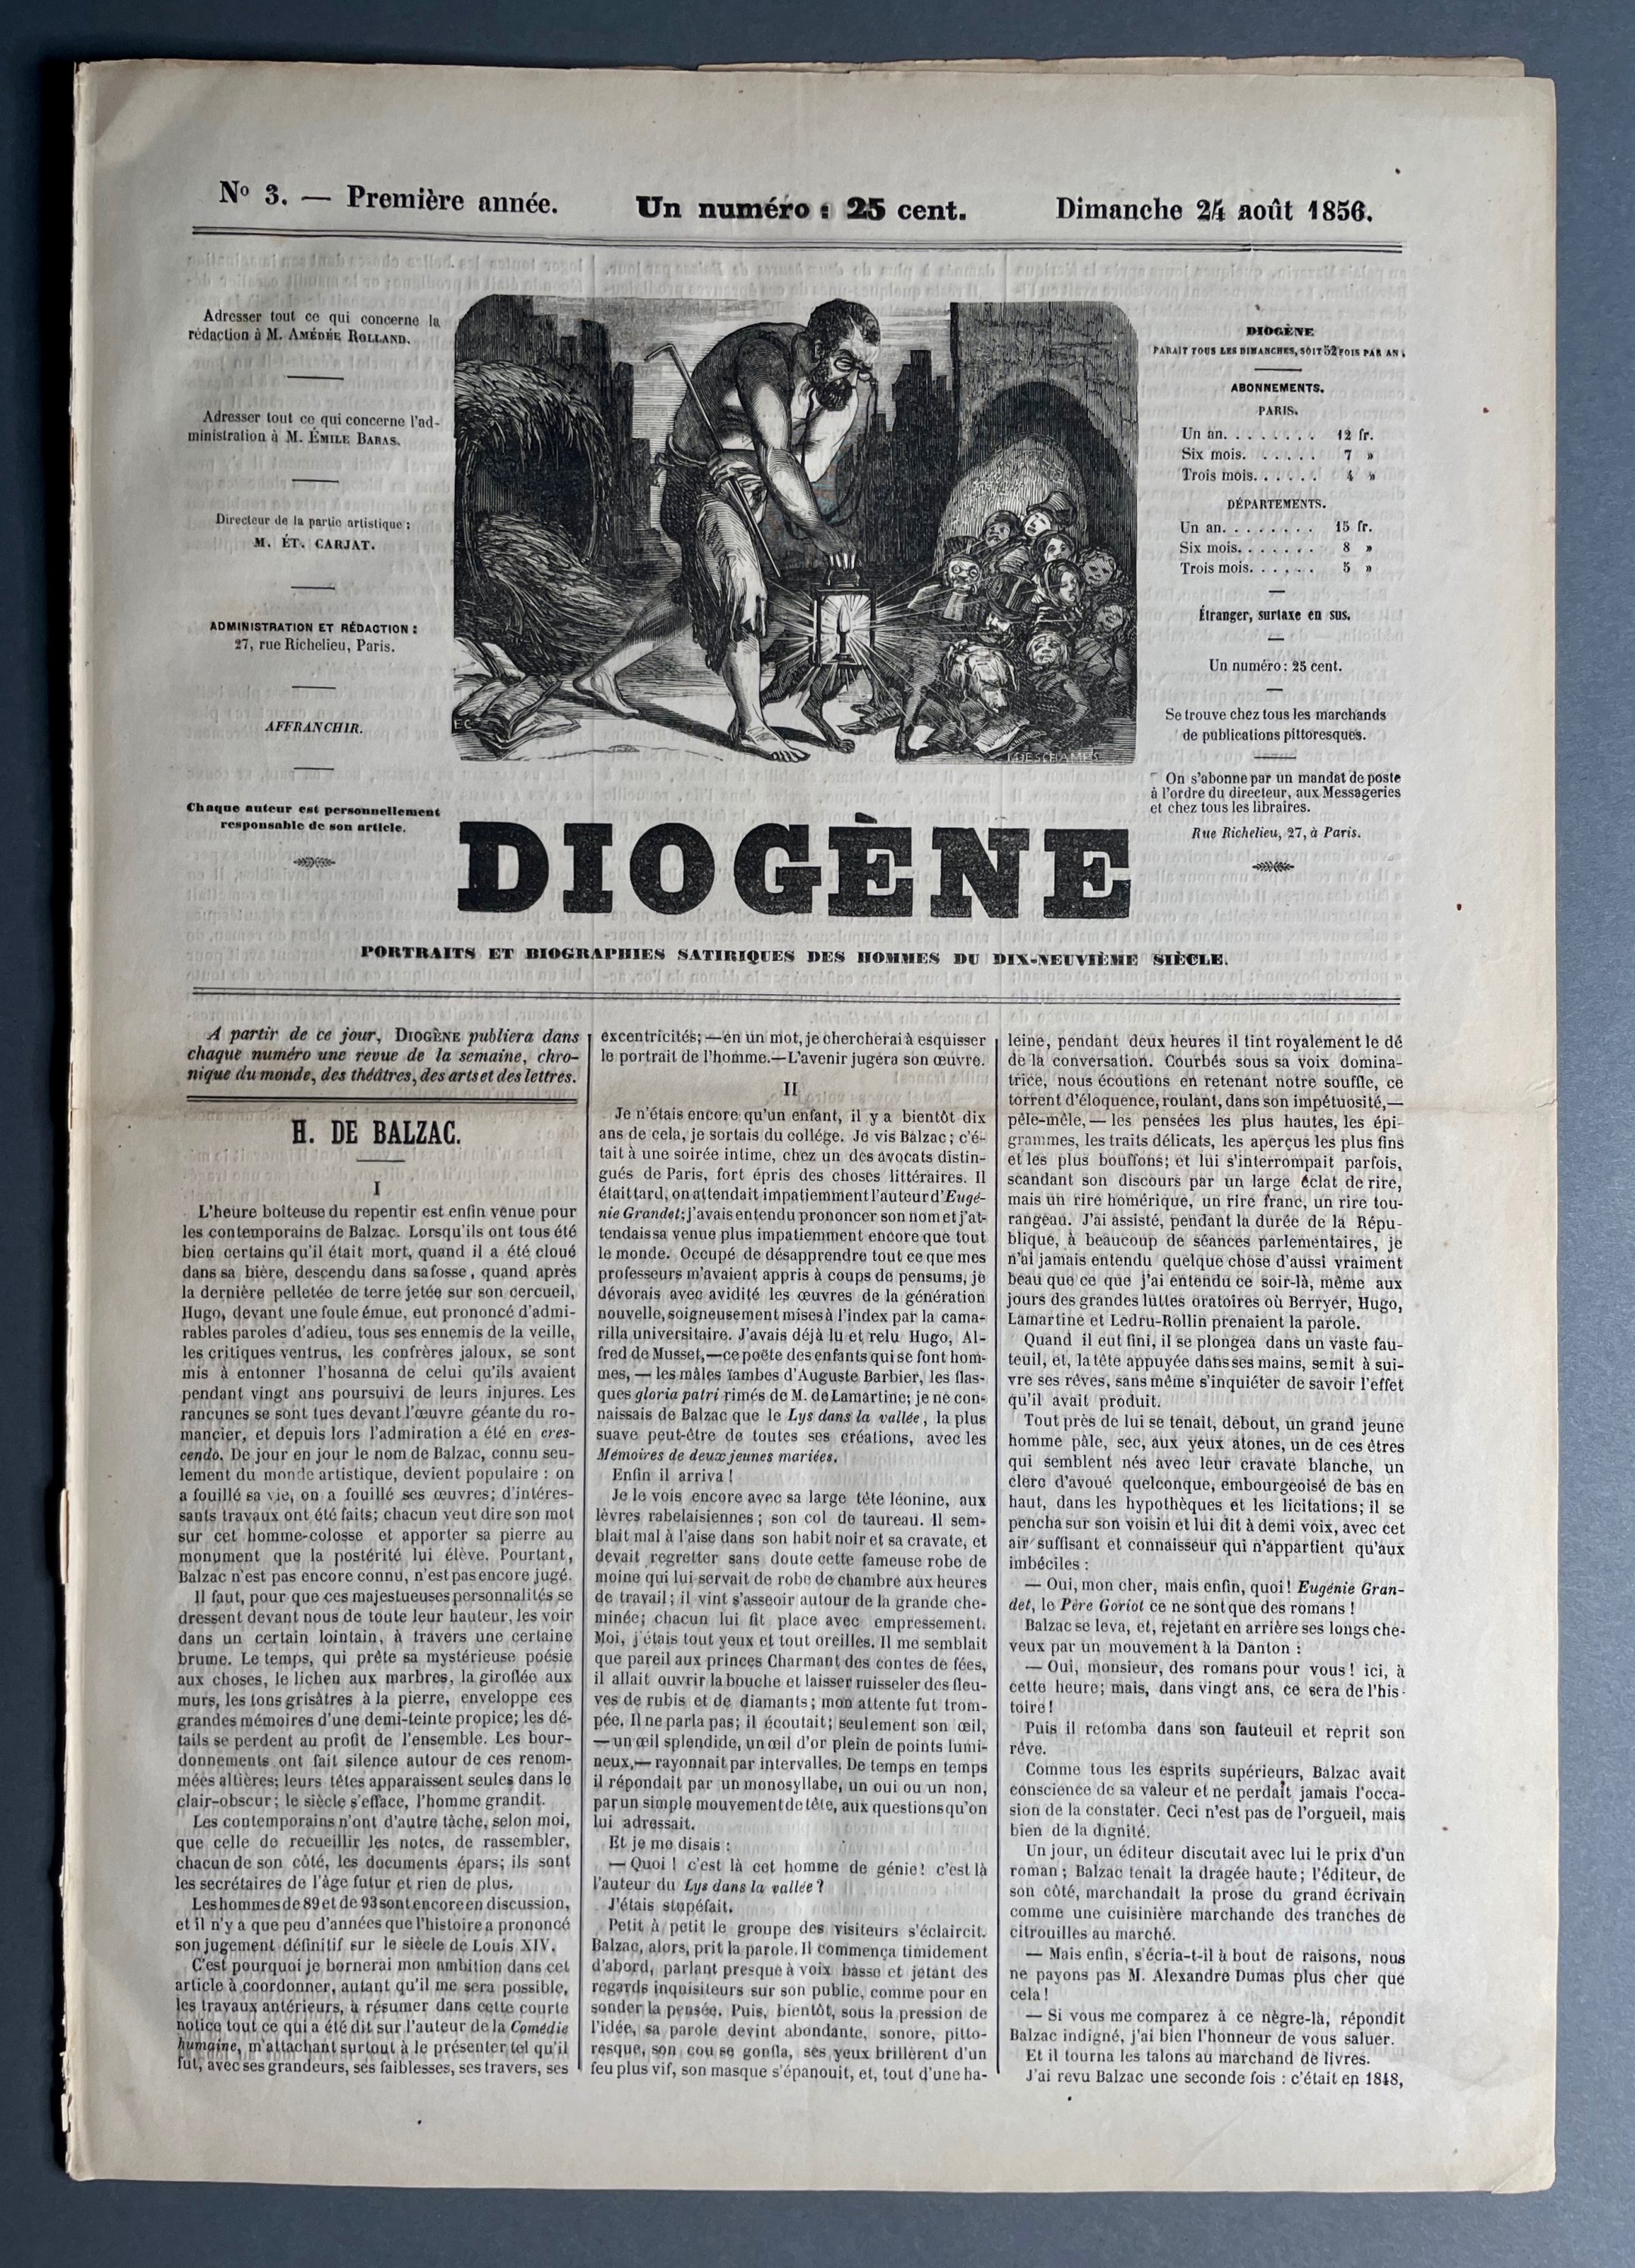 No 3. — Première année.
Un numéro : 25 cent.
Dimanche 24 août 1856.
Adresser tout ce qui concerne la
rédaction à M. AMÉDÉE ROLLAND.
Adresser tout ce qui concerne l'ad-
ministration à M. ÉMILE BARAS.
Directeur de la partie artistique :
M. ÉT. CARJAT.
ADMINISTRATION ET RÉDACTION :
27, rue Richelieu, Paris.
AFFRANCHIR.
Chaque auteur est personnellement
responsable de son article.
EC
DESCHAMPS
DIOGÈNE
PARAIT TOUS LES DIMANCHES, SOIT 52 FOIS PAR AN.
ABONNEMENTS.
PARIS.
Un an. . . . . . . . 12 fr.
Six mois. . . . . . 7 »
Trois mois. . . . . . 4 »
DÉPARTEMENTS.
Un an. . . . . . . . 15 fr.
Six mois. . . . . . . 8 »
Trois mois. . . . . . 5 »
Étranger, surtaxe en sus.
Un numéro : 25 cent.
Se trouve chez tous les marchands
de publications pittoresques.
On s'abonne par un mandat de poste
à l'ordre du directeur, aux Messageries
et chez tous les libraires.
Rue Richelieu, 27, à Paris.
DIOGÈNE
PORTRAITS ET BIOGRAPHIES SATIRIQUES DES HOMMES DU DIX-NEUVIÈME SIÈCLE.
A partir de ce jour, DIOGÈNE publiera dans
chaque numéro une revue de la semaine, chro-
nique du monde, des théâtres, des arts et des lettres.
H. DE BALZAC.
I
L'heure boiteuse du repentir est enfin venue pour
les contemporains de Balzac. Lorsqu'ils ont tous été
bien certains qu'il était mort, quand il a été cloué
dans sa bière, descendu dans sa fosse, quand après
la dernière pelletée de terre jetée sur son cercueil,
Hugo, devant une foule émue, eut prononcé d'admi-
rables paroles d'adieu, tous ses ennemis de la veille,
les critiques ventrus, les confrères jaloux, se sont
mis à entonner l'hosanna de celui qu'ils avaient
pendant vingt ans poursuivi de leurs injures. Les
rancunes se sont tues devant l'œuvre géante du ro-
mancier, et depuis lors l'admiration a été en cres-
cendo. De jour en jour le nom de Balzac, connu seu-
lement du monde artistique, devient populaire : on
a fouillé sa vie, on a fouillé ses œuvres; d'intéres-
sants travaux ont été faits; chacun veut dire son mot
sur cet homme-colosse et apporter sa pierre au
monument que la postérité lui élève. Pourtant,
Balzac n'est pas encore connu, n'est pas encore jugé.
Il faut, pour que ces majestueuses personnalités se
dressent devant nous de toute leur hauteur, les voir
dans un certain lointain, à travers une certaine
brume. Le temps, qui prête sa mystérieuse poésie
aux choses, le lichen aux marbres, la giroflée aux
murs, les tons grisâtres à la pierre, enveloppe ces
grandes mémoires d'une demi-teinte propice; les dé-
tails se perdent au profit de l'ensemble. Les bour-
donnements ont fait silence autour de ces renom-
mées altières; leurs têtes apparaissent seules dans le
clair-obscur; le siècle s'efface, l'homme grandit.
Les contemporains n'ont d'autre tâche, selon moi,
que celle de recueillir les notes, de rassembler,
chacun de son côté, les documents épars; ils sont
les secrétaires de l'âge futur et rien de plus.
Les hommes de 89 et de 93 sont encore en discussion,
et il n'y a que peu d'années que l'histoire a prononcé
son jugement définitif sur le siècle de Louis XIV.
C'est pourquoi je bornerai mon ambition dans cet
article à coordonner, autant qu'il me sera possible,
les travaux antérieurs, à résumer dans cette courte
notice tout ce qui a été dit sur l'auteur de la Comédie
humaine, m'attachant surtout à le présenter tel qu'il
fut, avec ses grandeurs, ses faiblesses, ses travers, ses
excentricités; — en un mot, je chercherai à esquisser
le portrait de l'homme. — L'avenir jugera son œuvre.
II
Je n'étais encore qu'un enfant, il y a bientôt dix
ans de cela, je sortais du collége. Je vis Balzac; c'é-
tait à une soirée intime, chez un des avocats distin-
gués de Paris, fort épris des choses littéraires. Il
était tard, on attendait impatiemment l'auteur d'Eugé-
nie Grandet; j'avais entendu prononcer son nom et j'at-
tendais sa venue plus impatiemment encore que tout
le monde. Occupé de désapprendre tout ce que mes
professeurs m'avaient appris à coups de pensums, je
dévorais avec avidité les œuvres de la génération
nouvelle, soigneusement mises à l'index par la cama-
rilla universitaire. J'avais déjà lu et relu Hugo, Al-
fred de Musset, — ce poëte des enfants qui se font hom-
mes, — les mâles ïambes d'Auguste Barbier, les flas-
ques gloria patri rimés de M. de Lamartine; je ne con-
naissais de Balzac que le Lys dans la vallée, la plus
suave peut-être de toutes ses créations, avec les
Mémoires de deux jeunes mariées.
Enfin il arriva!
Je le vois encore avec sa large tête léonine, aux
lèvres rabelaisiennes; son col de taureau. Il sem-
blait mal à l'aise dans son habit noir et sa cravate, et
devait regretter sans doute cette fameuse robe de
moine qui lui servait de robe de chambre aux heures
de travail; il vint s'asseoir autour de la grande che-
minée; chacun lui fit place avec empressement.
Moi, j'étais tout yeux et tout oreilles. Il me semblait
que pareil aux princes Charmant des contes de fées,
il allait ouvrir la bouche et laisser ruisseler des fleu-
ves de rubis et de diamants; mon attente fut trom-
pée. Il ne parla pas; il écoutait; seulement son œil,
— un œil splendide, un œil d'or plein de points lumi-
neux, — rayonnait par intervalles. De temps en temps
il répondait par un monosyllabe, un oui ou un non,
par un simple mouvement de tête, aux questions qu'on
lui adressait.
Et je me disais :
— Quoi! c'est là cet homme de génie! c'est là
l'auteur du Lys dans la vallée?
J'étais stupéfait.
Petit à petit le groupe des visiteurs s'éclaircit.
Balzac, alors, prit la parole. Il commença timidement
d'abord, parlant presque à voix basse et jetant des
regards inquisiteurs sur son public, comme pour en
sonder la pensée. Puis, bientôt, sous la pression de
l'idée, sa parole devint abondante, sonore, pitto-
resque, son cou se gonfla, ses yeux brillèrent d'un
feu plus vif, son masque s'épanouit, et, tout d'une ha-
leine, pendant deux heures il tint royalement le dé
de la conversation. Courbés sous sa voix domina-
trice, nous écoutions en retenant notre souffle, ce
torrent d'éloquence, roulant, dans son impétuosité, —
pêle-mêle, — les pensées les plus hautes, les épi-
grammes, les traits délicats, les aperçus les plus fins
et les plus bouffons; et lui s'interrompait parfois,
scandant son discours par un large éclat de rire,
mais un rire homérique, un rire franc, un rire tou-
rangeau. J'ai assisté, pendant la durée de la Répu-
blique, à beaucoup de séances parlementaires, je
n'ai jamais entendu quelque chose d'aussi vraiment
beau que ce que j'ai entendu ce soir-là, même aux
jours des grandes luttes oratoires où Berryer, Hugo,
Lamartine et Ledru-Rollin prenaient la parole.
Quand il eut fini, il se plongea dans un vaste fau-
teuil, et, la tête appuyée dans ses mains, se mit à sui-
vre ses rêves, sans même s'inquiéter de savoir l'effet
qu'il avait produit.
Tout près de lui se tenait, debout, un grand jeune
homme pâle, sec, aux yeux atones, un de ces êtres
qui semblent nés avec leur cravate blanche, un
clerc d'avoué quelconque, embourgeoisé de bas en
haut, dans les hypothèques et les licitations; il se
pencha sur son voisin et lui dit à demi voix, avec cet
air suffisant et connaisseur qui n'appartient qu'aux
imbéciles :
— Oui, mon cher, mais enfin, quoi! Eugénie Gran-
det, le Père Goriot ce ne sont que des romans!
Balzac se leva, et, rejetant en arrière ses longs che-
veux par un mouvement à la Danton :
— Oui, monsieur, des romans pour vous! ici, à
cette heure; mais, dans vingt ans, ce sera de l'his-
toire!
Puis il retomba dans son fauteuil et reprit son
rêve.
Comme tous les esprits supérieurs, Balzac avait
conscience de sa valeur et ne perdait jamais l'occa-
sion de la constater. Ceci n'est pas de l'orgueil, mais
bien de la dignité.
Un jour, un éditeur discutait avec lui le prix d'un
roman; Balzac tenait la dragée haute; l'éditeur, de
son côté, marchandait la prose du grand écrivain
comme une cuisinière marchande des tranches de
citrouilles au marché.
— Mais enfin, s'écria-t-il à bout de raisons, nous
ne payons pas M. Alexandre Dumas plus cher que
cela!
— Si vous me comparez à ce nègre-là, répondit
Balzac indigné, j'ai bien l'honneur de vous saluer.
Et il tourna les talons au marchand de livres.
J'ai revu Balzac une seconde fois : c'était en 1848,